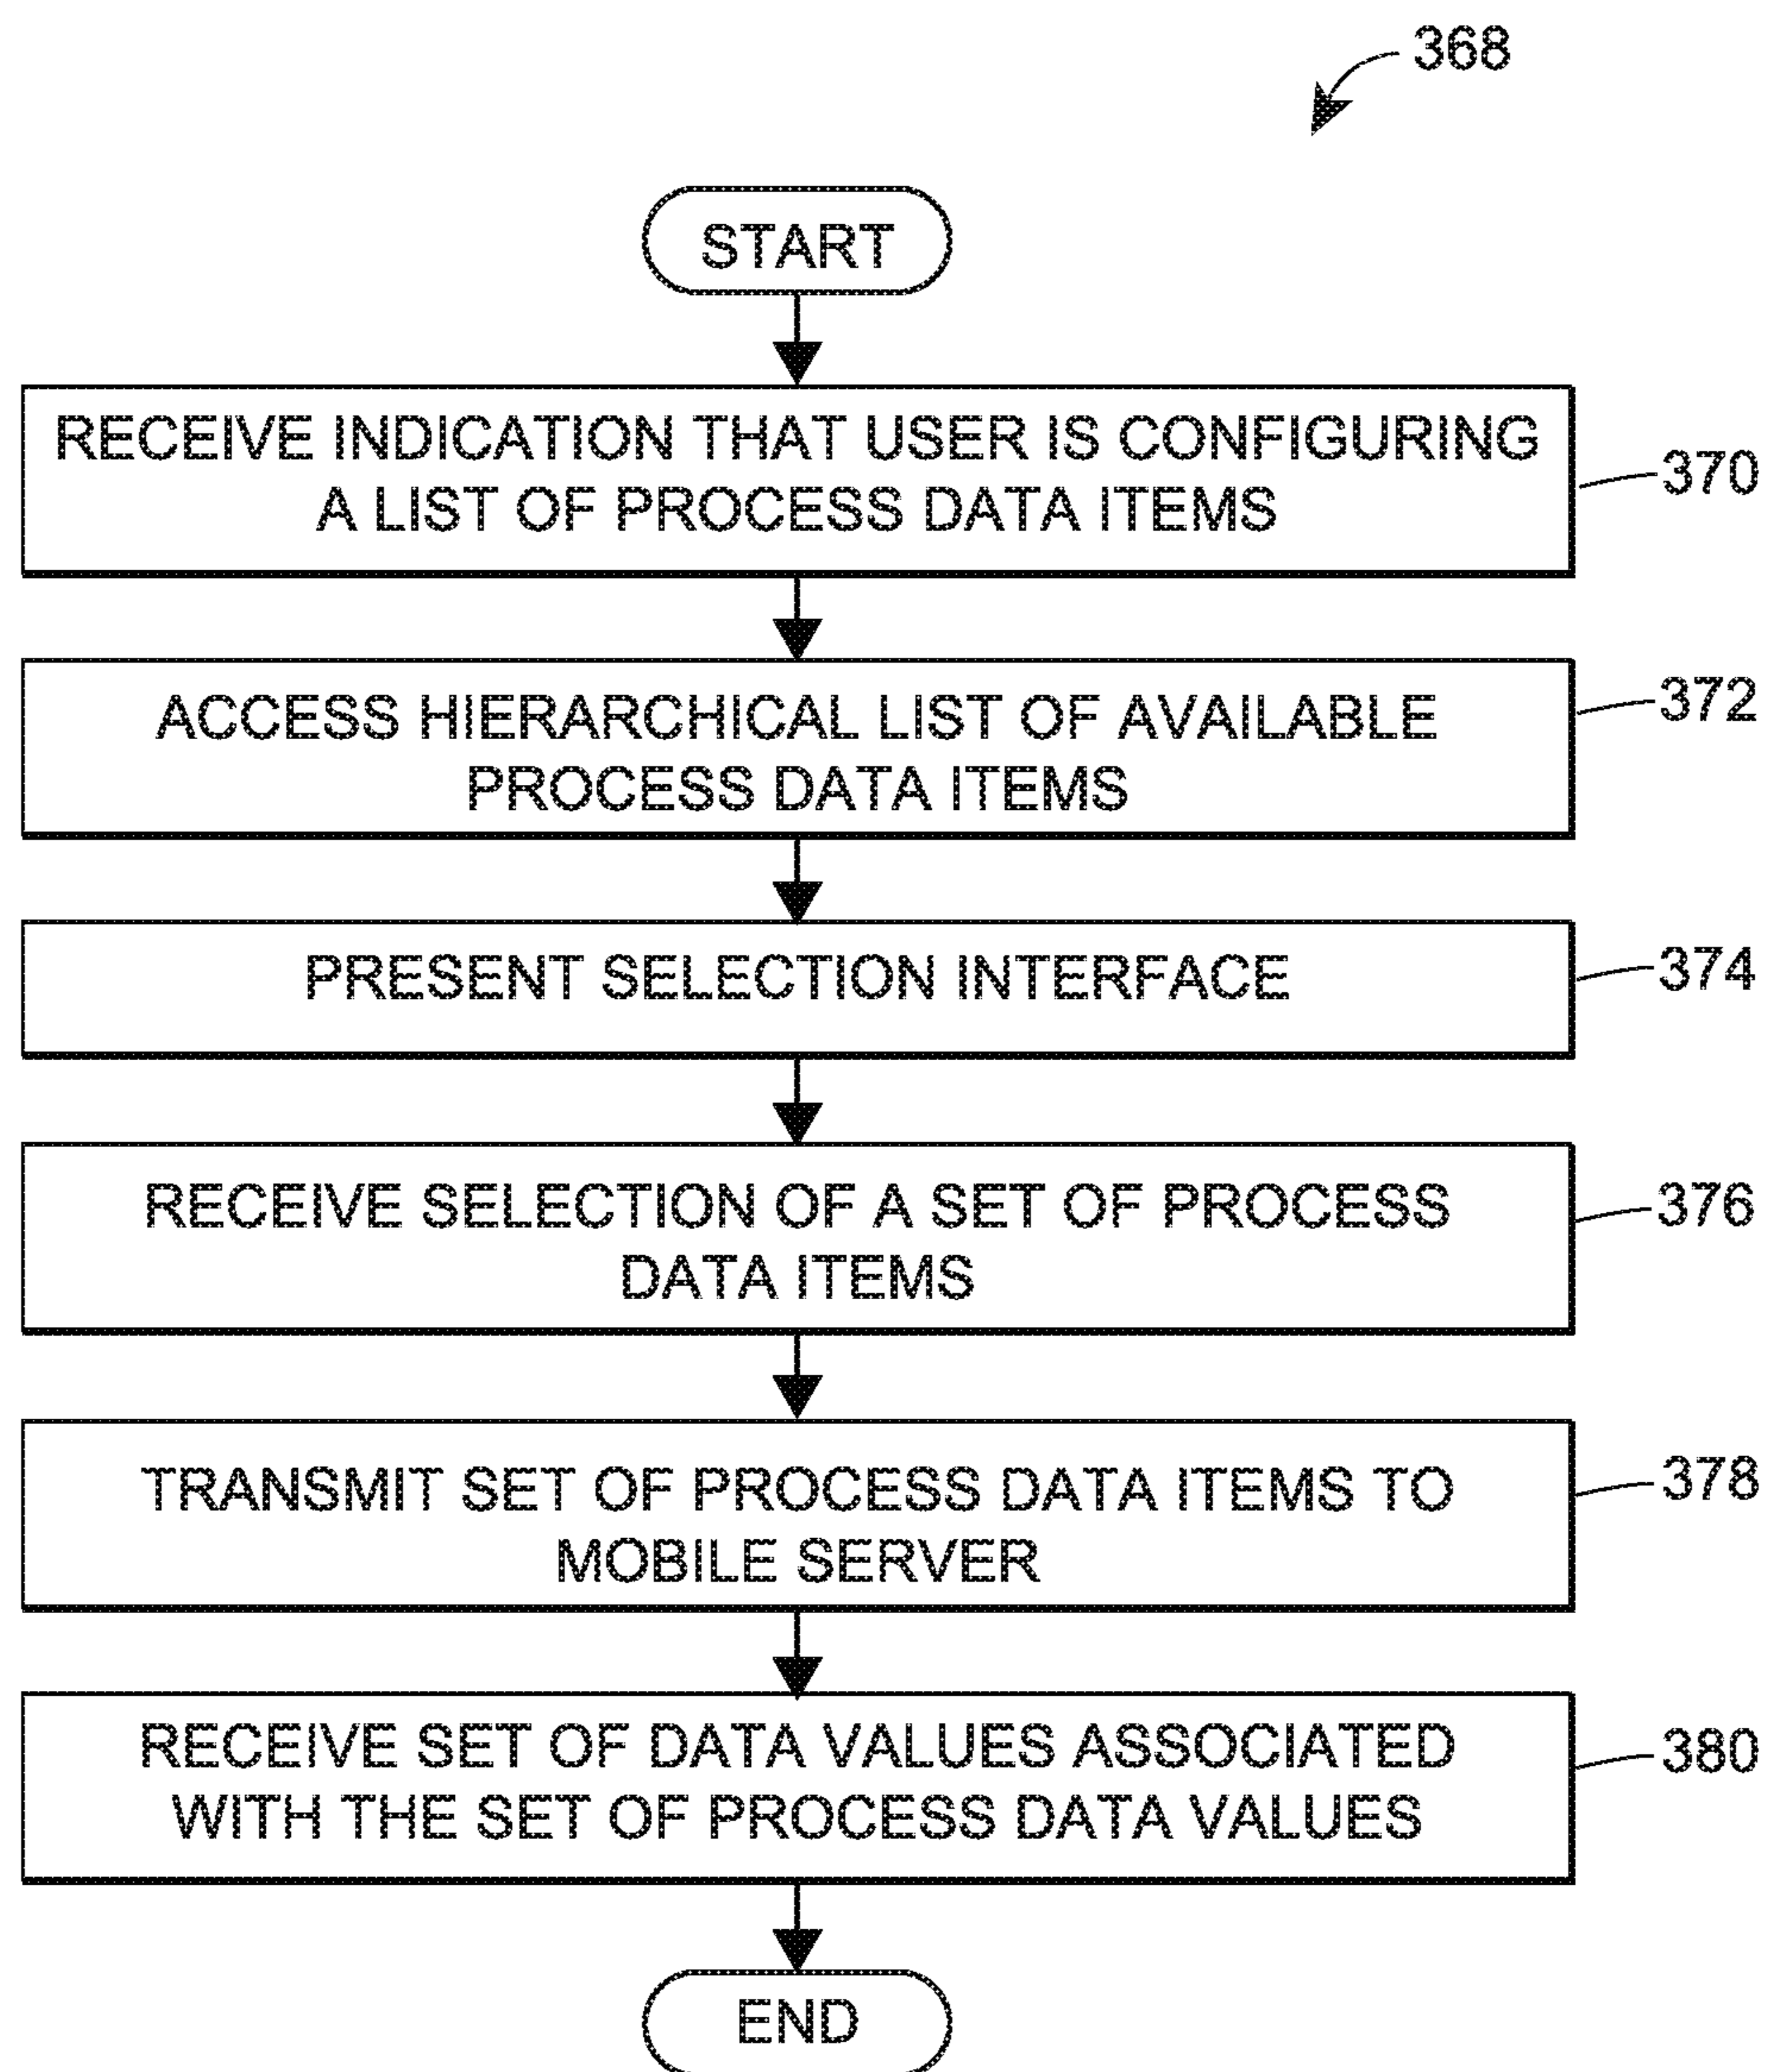 368
START
RECEIVE INDICATION THAT USER IS CONFIGURING
A LIST OF PROCESS DATA ITEMS
370
ACCESS HIERARCHICAL LIST OF AVAILABLE
PROCESS DATA ITEMS
372
PRESENT SELECTION INTERFACE
374
RECEIVE SELECTION OF A SET OF PROCESS
DATA ITEMS
376
TRANSMIT SET OF PROCESS DATA ITEMS TO
MOBILE SERVER
378
RECEIVE SET OF DATA VALUES ASSOCIATED
WITH THE SET OF PROCESS DATA VALUES
380
END